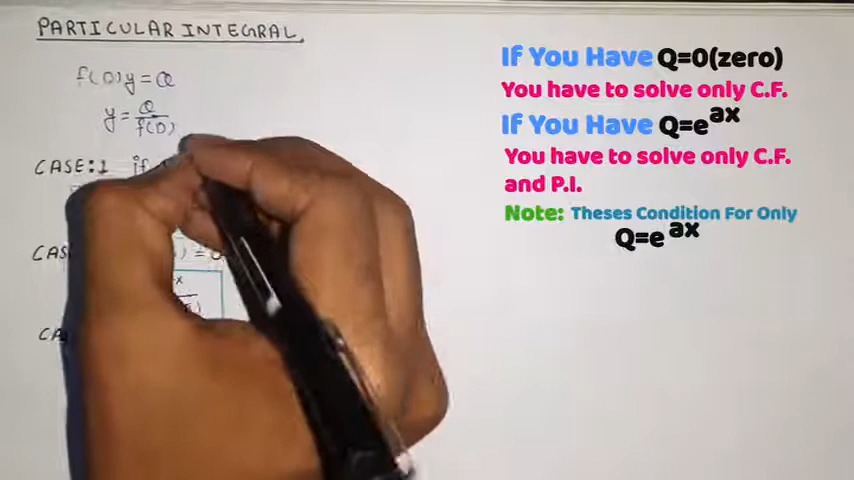 PARTICULAR INTEGRAL
f(D)y = Q
y = Q
f(D)
CASE:1 if
CAS
) = 0
x
If You Have Q=0(zero)
You have to solve only C.F.
If You Have Q=e^ax
You have to solve only C.F.
and P.I.
Note: Theses Condition For Only
Q=e^ax